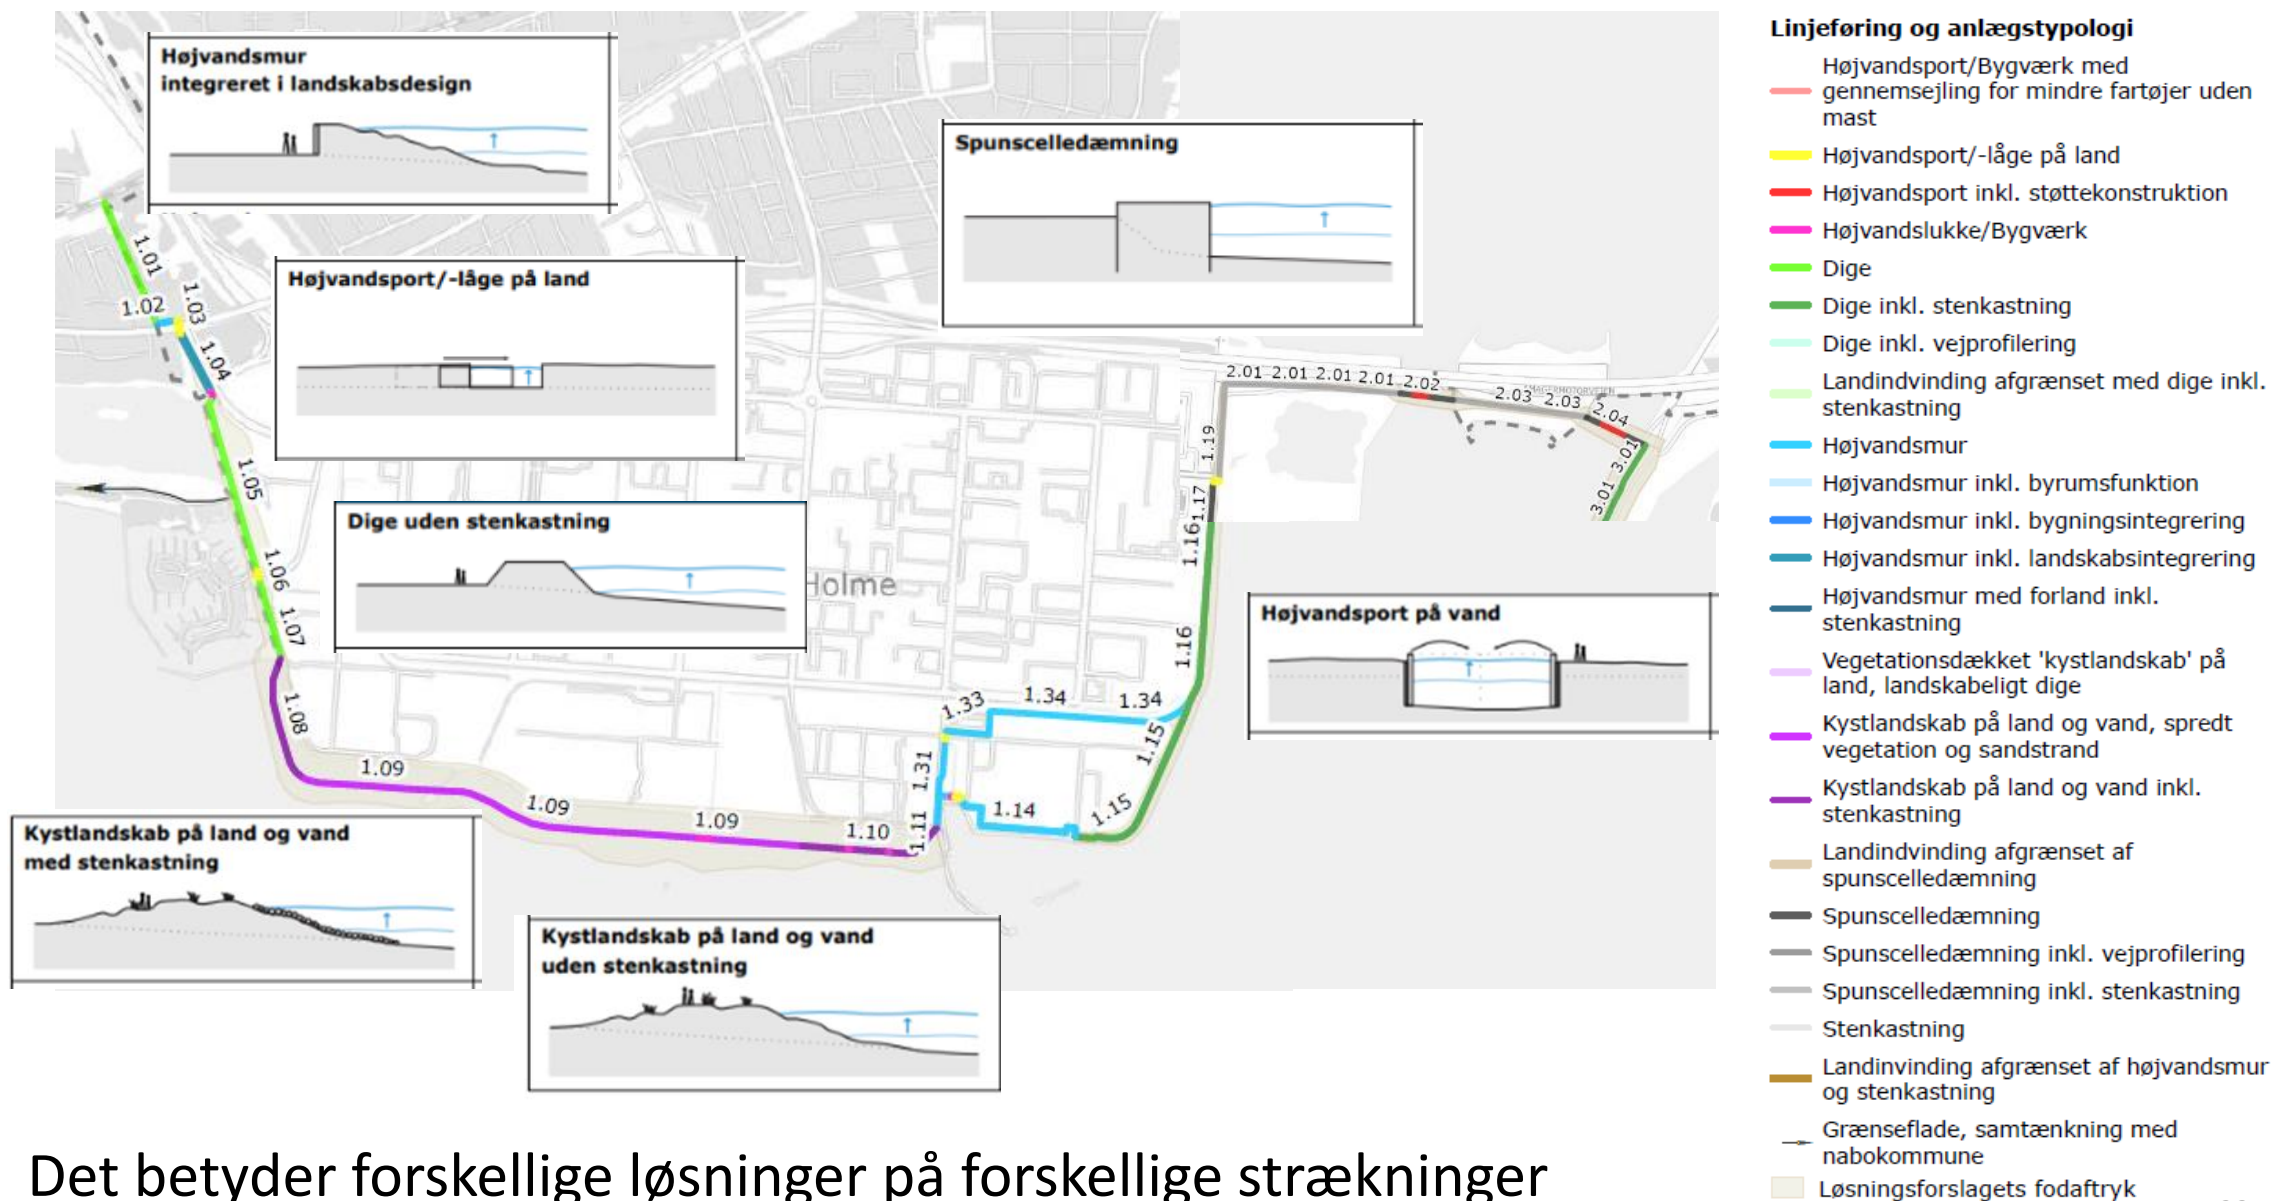 Højvandsmur
integreret i landskabsdesign
Højvandsport/-låge på land
Dige uden stenkastning
Spunscelledæmning
Højvandsport på vand
Kystlandskab på land og vand
med stenkastning
Kystlandskab på land og vand
uden stenkastning
Holme
1.01
1.02
1.03
1.04
1.05
1.06
1.07
1.08
1.09
1.09
1.09
1.10
1.11
1.31
1.33
1.34
1.34
1.14
1.15
1.15
1.16
1.16
1.17
1.19
2.01 2.01 2.01 2.01 2.02
2.03 2.03 2.04
3.01
3.01
Linjeføring og anlægstypologi
Højvandsport/Bygværk med
gennemsejling for mindre fartøjer uden
mast
Højvandsport/-låge på land
Højvandsport inkl. støttekonstruktion
Højvandslukke/Bygværk
Dige
Dige inkl. stenkastning
Dige inkl. vejprofilering
Landindvinding afgrænset med dige inkl.
stenkastning
Højvandsmur
Højvandsmur inkl. byrumsfunktion
Højvandsmur inkl. bygningsintegrering
Højvandsmur inkl. landskabsintegrering
Højvandsmur med forland inkl.
stenkastning
Vegetationsdækket 'kystlandskab' på
land, landskabeligt dige
Kystlandskab på land og vand, spredt
vegetation og sandstrand
Kystlandskab på land og vand inkl.
stenkastning
Landindvinding afgrænset af
spunscelledæmning
Spunscelledæmning
Spunscelledæmning inkl. vejprofilering
Spunscelledæmning inkl. stenkastning
Stenkastning
Landinvinding afgrænset af højvandsmur
og stenkastning
Grænseflade, samtænkning med
nabokommune
Løsningsforslagets fodaftryk
Det betyder forskellige løsninger på forskellige strækninger